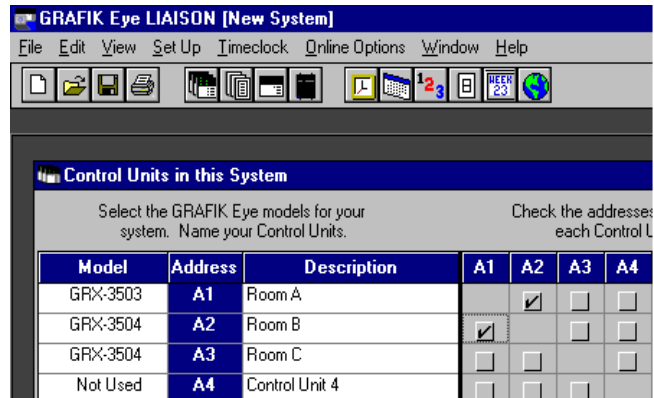 GRAFIK Eye LIAISON [New System]
File Edit View Set Up Timeclock Online Options Window Help
123 WEEK 23
Control Units in this System
Select the GRAFIK Eye models for your
system. Name your Control Units.
Check the addresses
each Control
Model Address Description A1 A2 A3 A4
GRX-3503 A1 Room A
GRX-3504 A2 Room B
GRX-3504 A3 Room C
Not Used A4 Control Unit 4